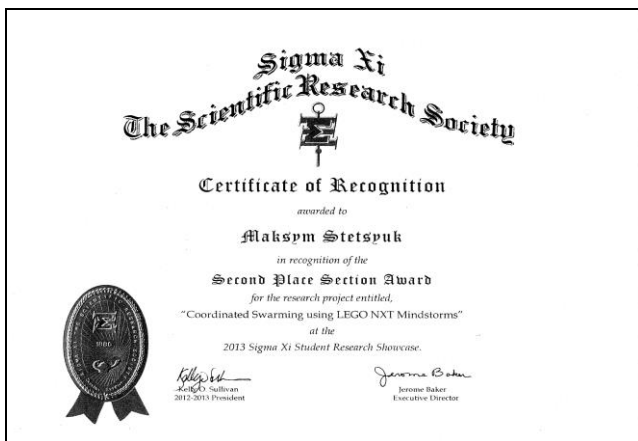 Sigma Xi
The Scientific Research Society
Certificate of Recognition
awarded to
Maksym Stetsyuk
in recognition of the
Second Place Section Award
for the research project entitled,
"Coordinated Swarming using LEGO NXT Mindstorms"
at the
2013 Sigma Xi Student Research Showcase.
Kelly O. Sullivan
2012-2013 President
Jerome Baker
Jerome Baker
Executive Director